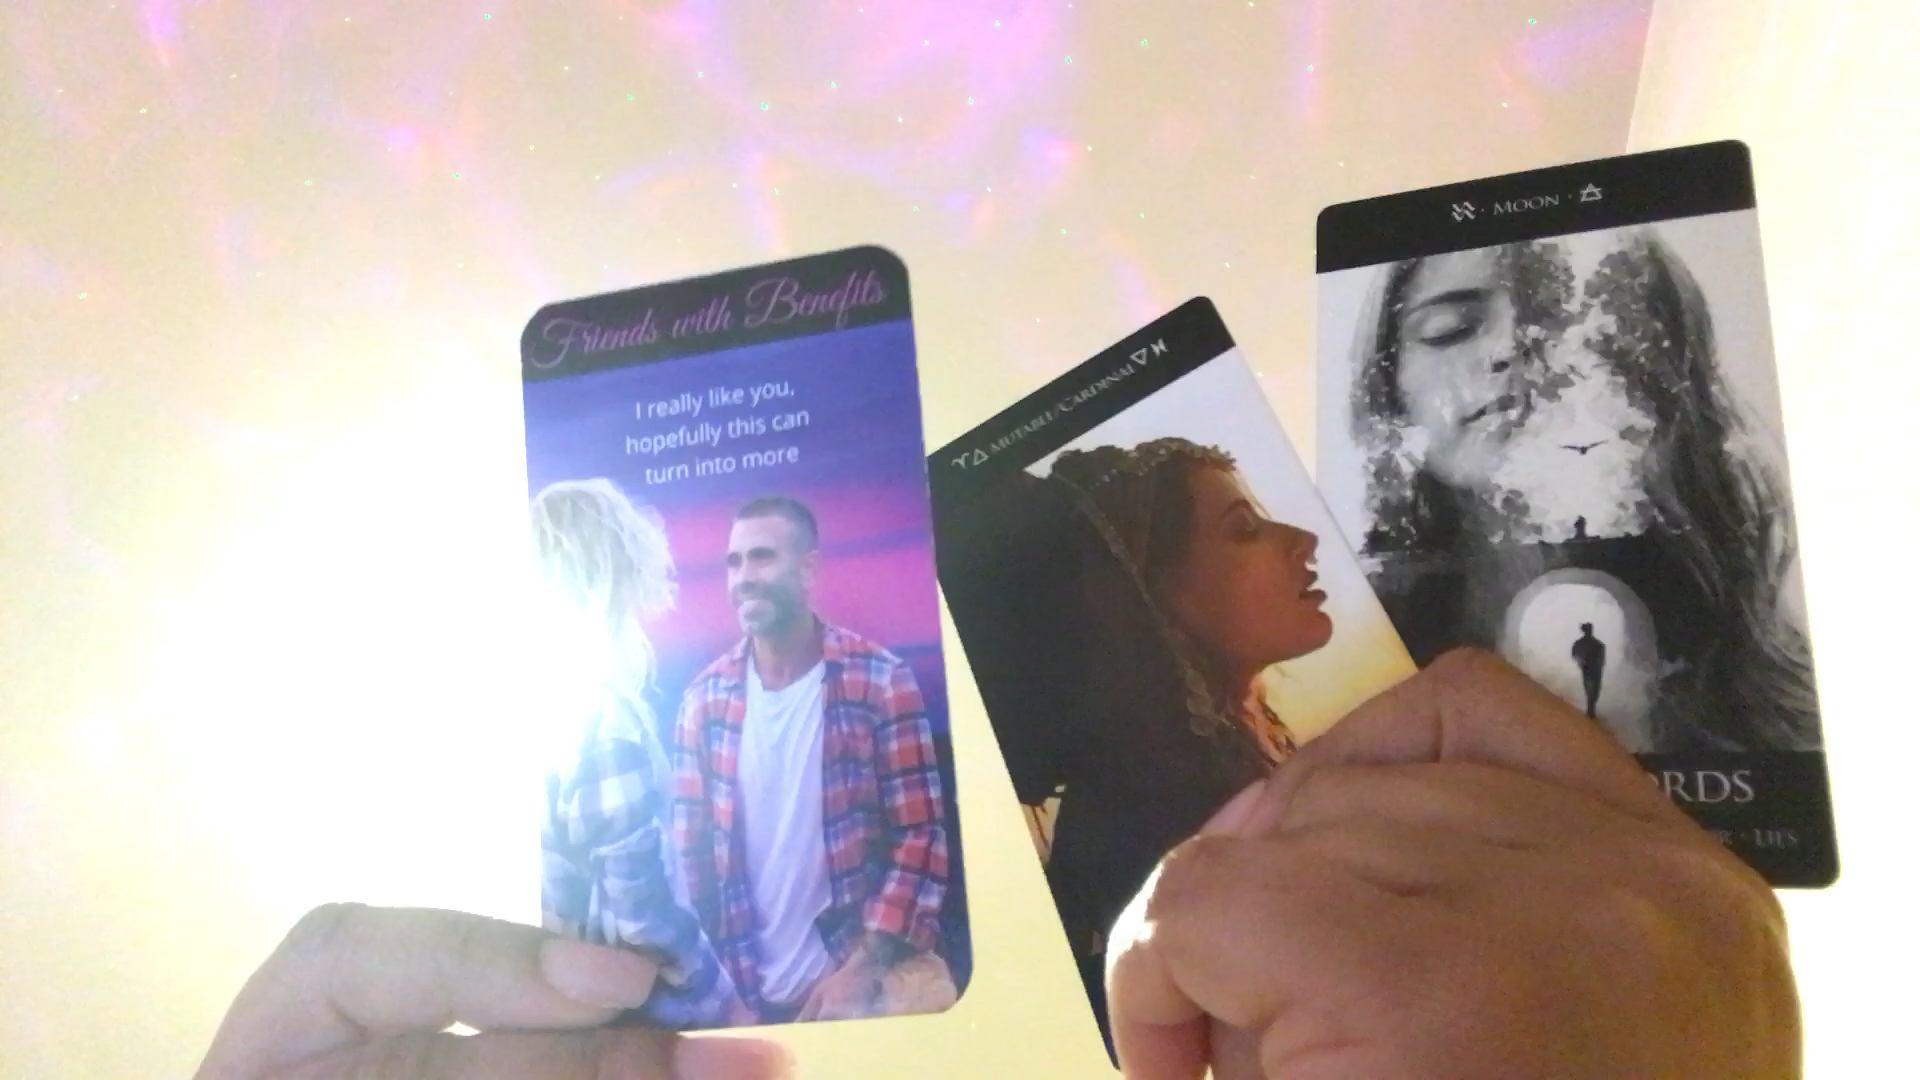 Friends with Benefits
I really like you,
hopefully this can
turn into more
MUTABLE/CARDINAL
· MOON ·
RDS
· LIES